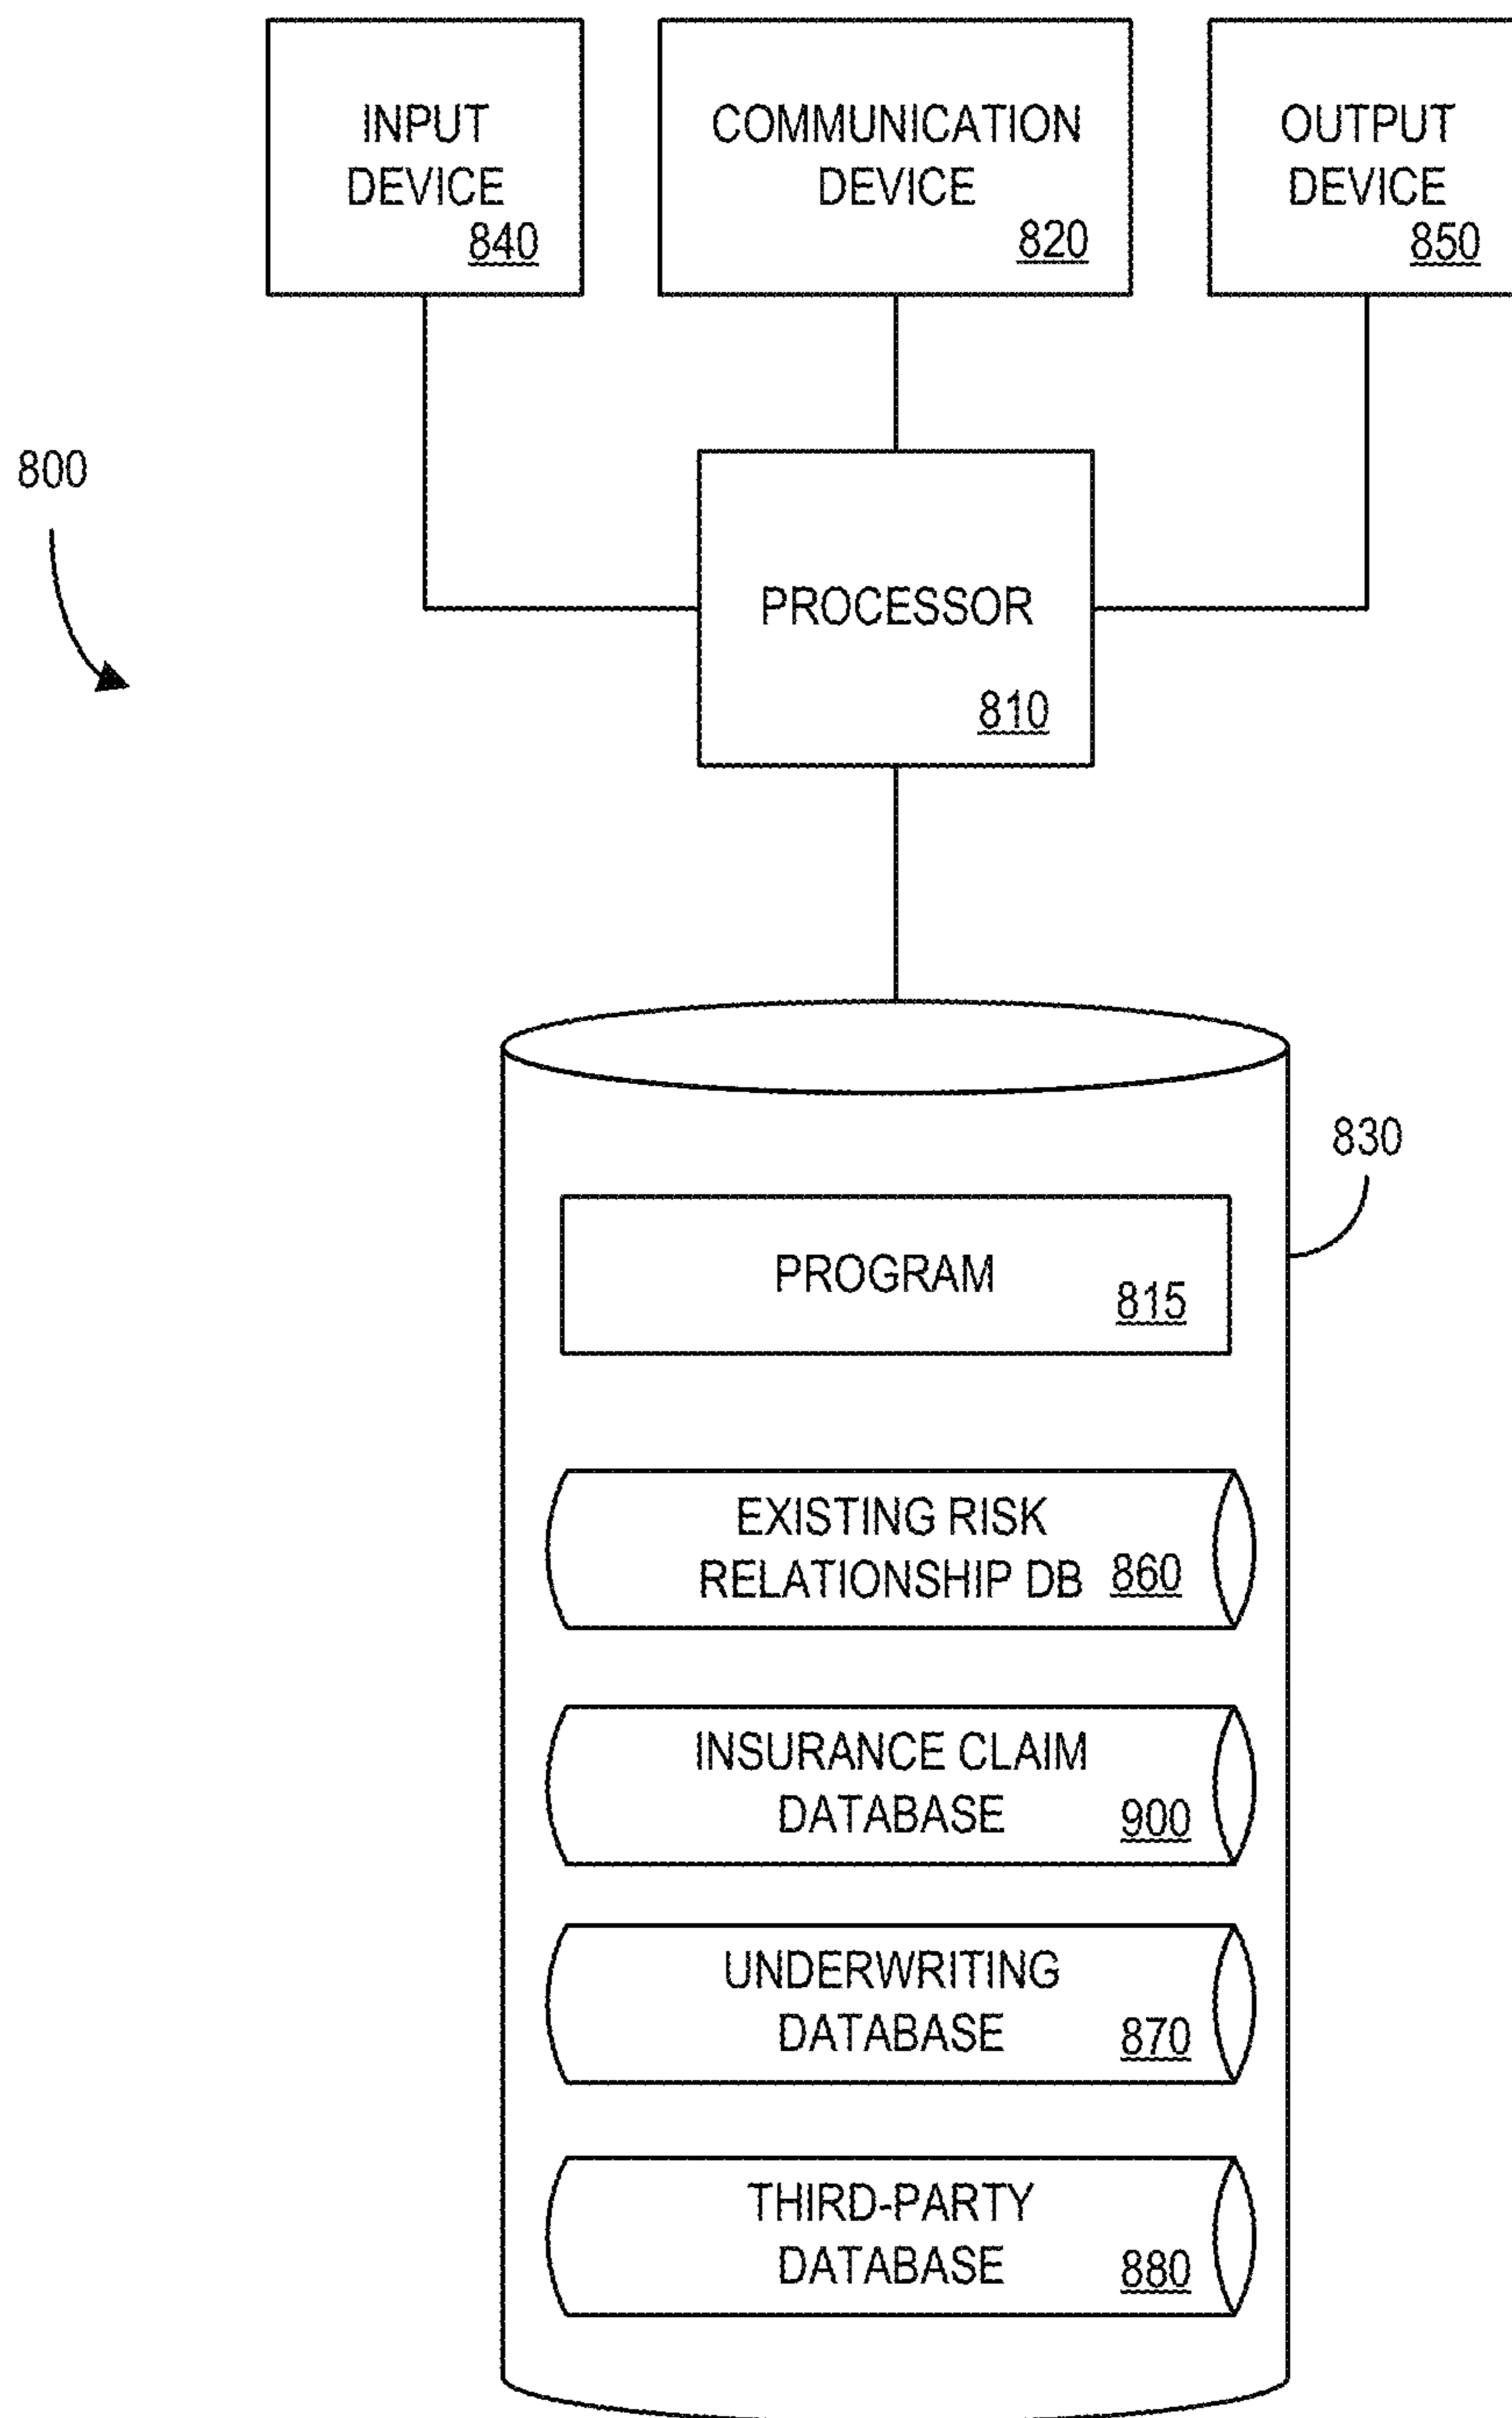 INPUT
DEVICE
840
COMMUNICATION
DEVICE
820
OUTPUT
DEVICE
850
800
PROCESSOR
810
830
PROGRAM
815
EXISTING RISK
RELATIONSHIP DB 860
INSURANCE CLAIM
DATABASE
900
UNDERWRITING
DATABASE
870
THIRD-PARTY
DATABASE
880